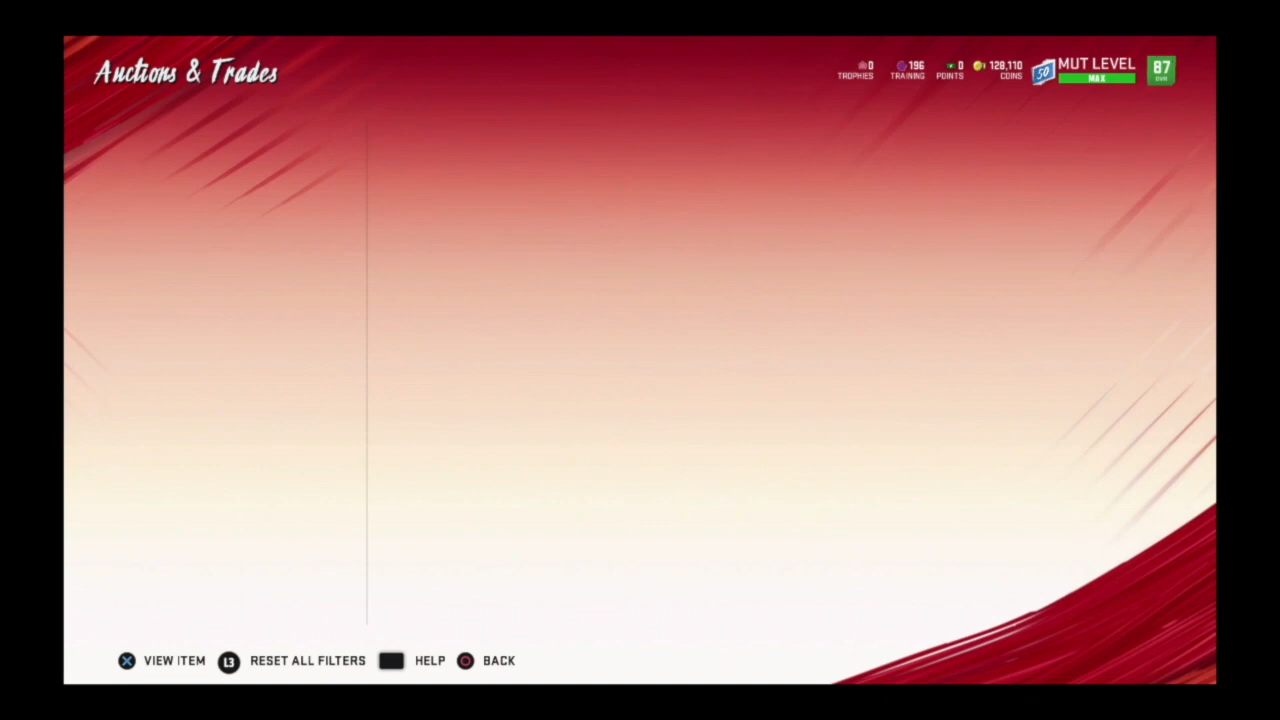 Auctions & Trades
0 TROPHIES
196 TRAINING
0 POINTS
128,110 COINS
50 MUT LEVEL
MAX
87 OVR
VIEW ITEM L3 RESET ALL FILTERS HELP BACK